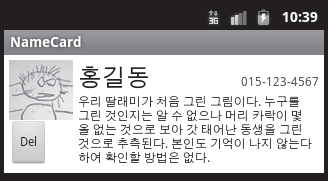 3G 10:39
NameCard
홍길동 015-123-4567
우리 딸래미가 처음 그린 그림이다. 누구를
그린 것인지는 알 수 없으나 머리 카락이 몇
올 없는 것으로 보아 갓 태어난 동생을 그린
것으로 추측된다. 본인도 기억이 나지 않는다
하여 확인할 방법은 없다.
Del